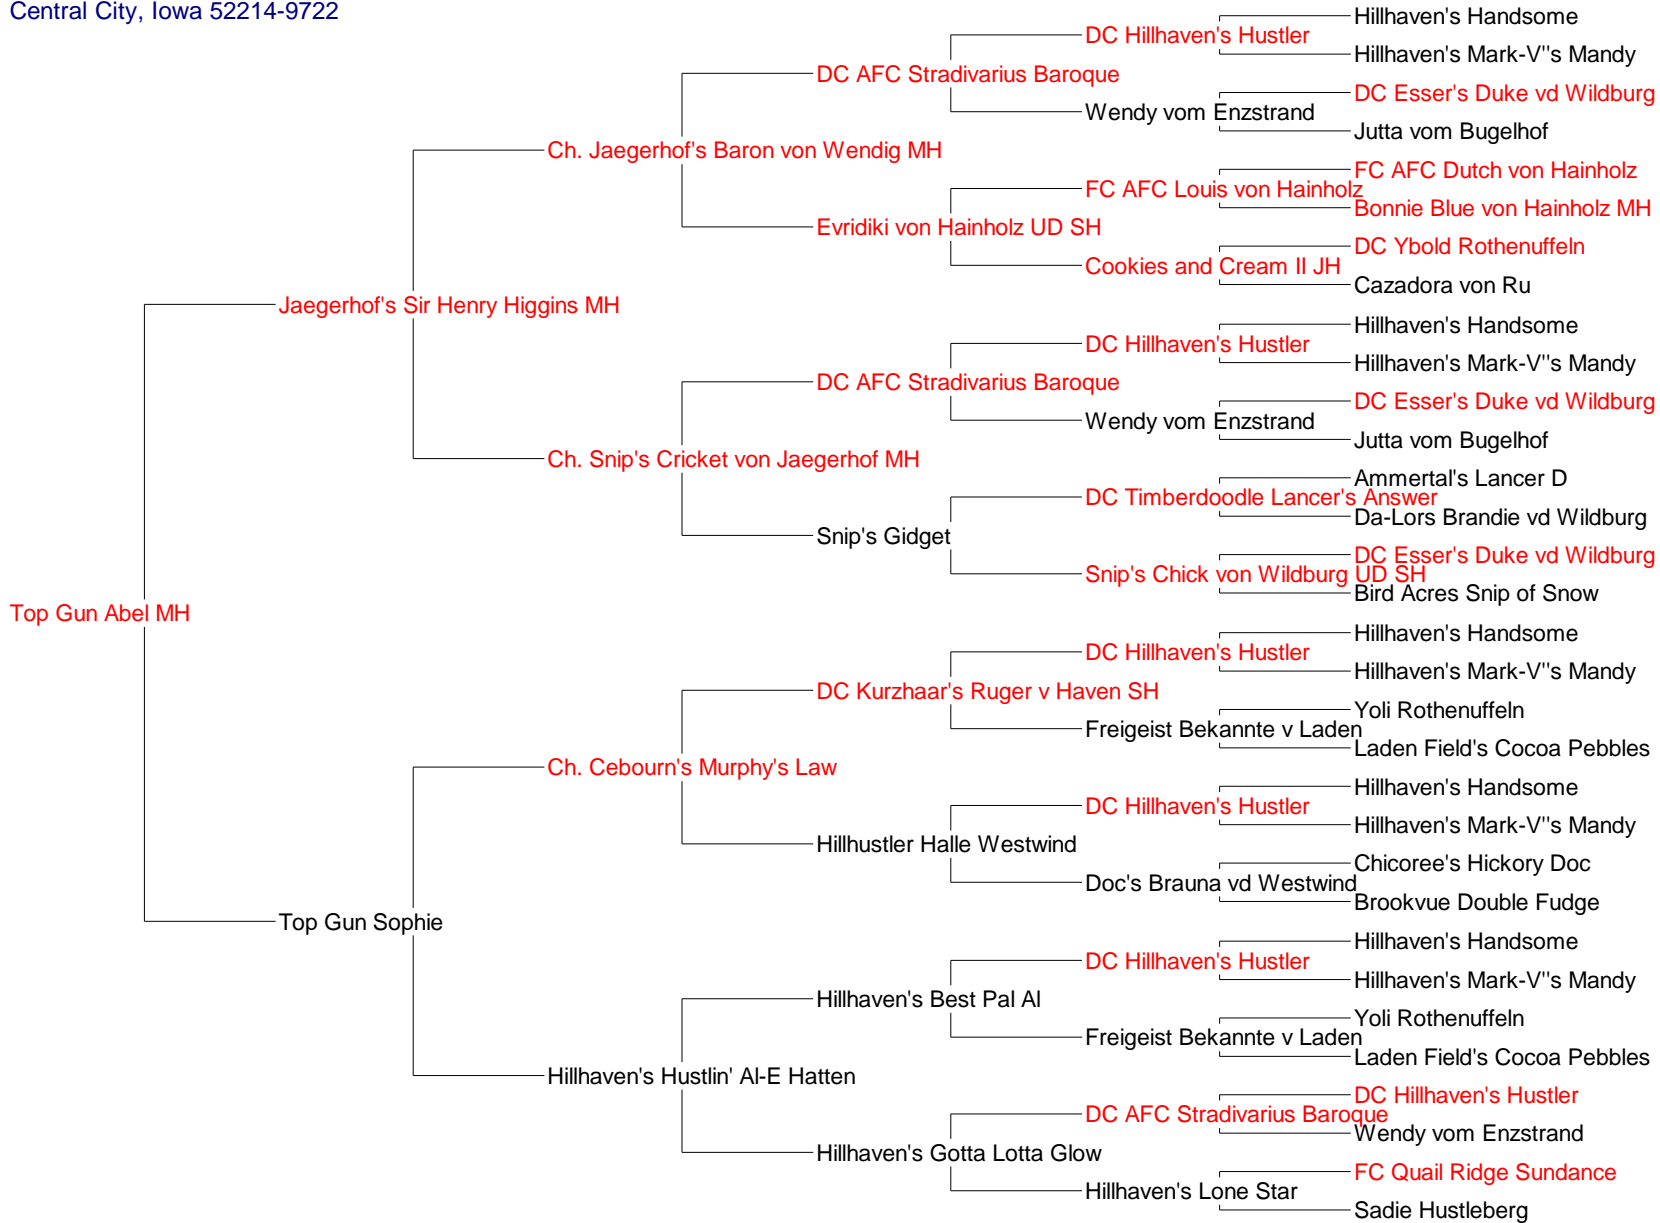 Central City, Iowa 52214-9722
Hillhaven's Handsome
DC Hillhaven's Hustler
Hillhaven's Mark-V"s Mandy
DC AFC Stradivarius Baroque
DC Esser's Duke vd Wildburg
Wendy vom Enzstrand
Jutta vom Bugelhof
Ch. Jaegerhof's Baron von Wendig MH
FC AFC Dutch von Hainholz
FC AFC Louis von Hainholz
Bonnie Blue von Hainholz MH
Evridiki von Hainholz UD SH
DC Ybold Rothenuffeln
Cookies and Cream II JH
Cazadora von Ru
Jaegerhof's Sir Henry Higgins MH
Hillhaven's Handsome
DC Hillhaven's Hustler
Hillhaven's Mark-V"s Mandy
DC AFC Stradivarius Baroque
DC Esser's Duke vd Wildburg
Wendy vom Enzstrand
Jutta vom Bugelhof
Ch. Snip's Cricket von Jaegerhof MH
Ammertal's Lancer D
DC Timberdoodle Lancer's Answer
Da-Lors Brandie vd Wildburg
Snip's Gidget
DC Esser's Duke vd Wildburg
Snip's Chick von Wildburg UD SH
Bird Acres Snip of Snow
Top Gun Abel MH
Hillhaven's Handsome
DC Hillhaven's Hustler
Hillhaven's Mark-V"s Mandy
DC Kurzhaar's Ruger v Haven SH
Yoli Rothenuffeln
Freigeist Bekannte v Laden
Laden Field's Cocoa Pebbles
Ch. Cebourn's Murphy's Law
Hillhaven's Handsome
DC Hillhaven's Hustler
Hillhaven's Mark-V"s Mandy
Hillhustler Halle Westwind
Chicoree's Hickory Doc
Doc's Brauna vd Westwind
Brookvue Double Fudge
Top Gun Sophie
Hillhaven's Handsome
DC Hillhaven's Hustler
Hillhaven's Mark-V"s Mandy
Hillhaven's Best Pal Al
Yoli Rothenuffeln
Freigeist Bekannte v Laden
Laden Field's Cocoa Pebbles
Hillhaven's Hustlin' Al-E Hatten
DC Hillhaven's Hustler
DC AFC Stradivarius Baroque
Wendy vom Enzstrand
Hillhaven's Gotta Lotta Glow
FC Quail Ridge Sundance
Hillhaven's Lone Star
Sadie Hustleberg